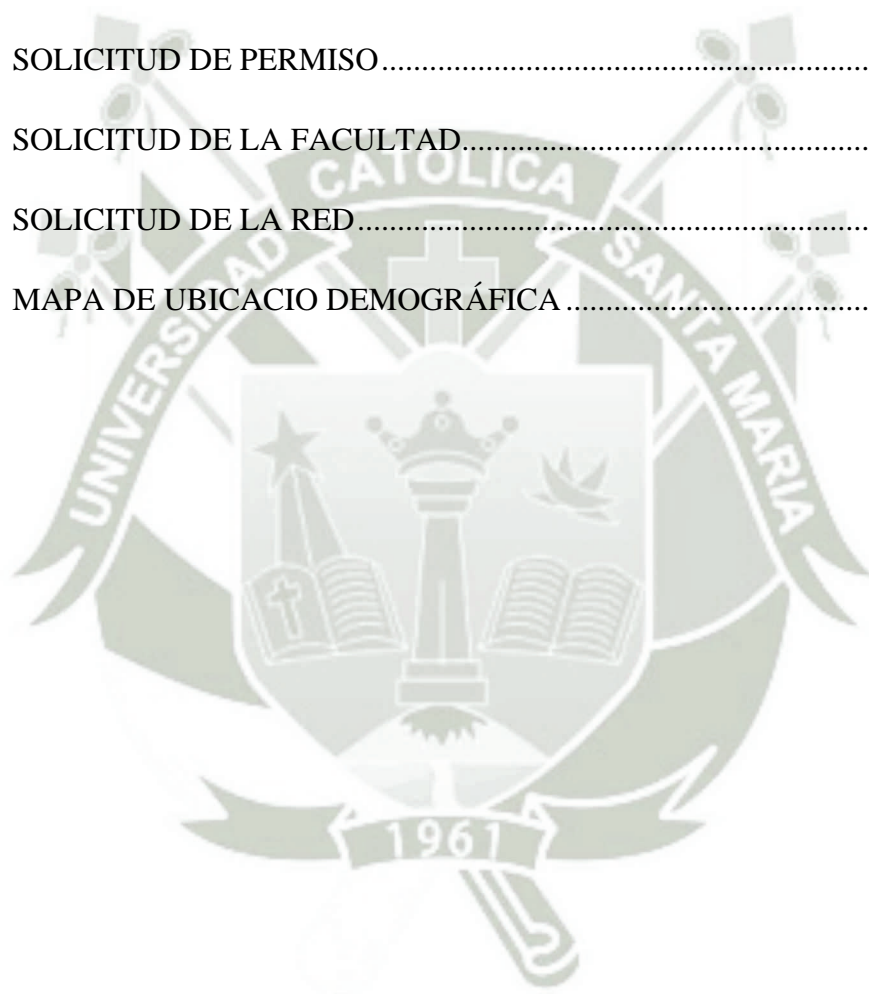 SOLICITUD DE PERMISO............................................................
SOLICITUD DE LA FACULTAD..................................................
SOLICITUD DE LA RED...............................................................
MAPA DE UBICACIO DEMOGRÁFICA.....................................
UNIVERSIDAD CATOLICA SANTA MARIA
1961